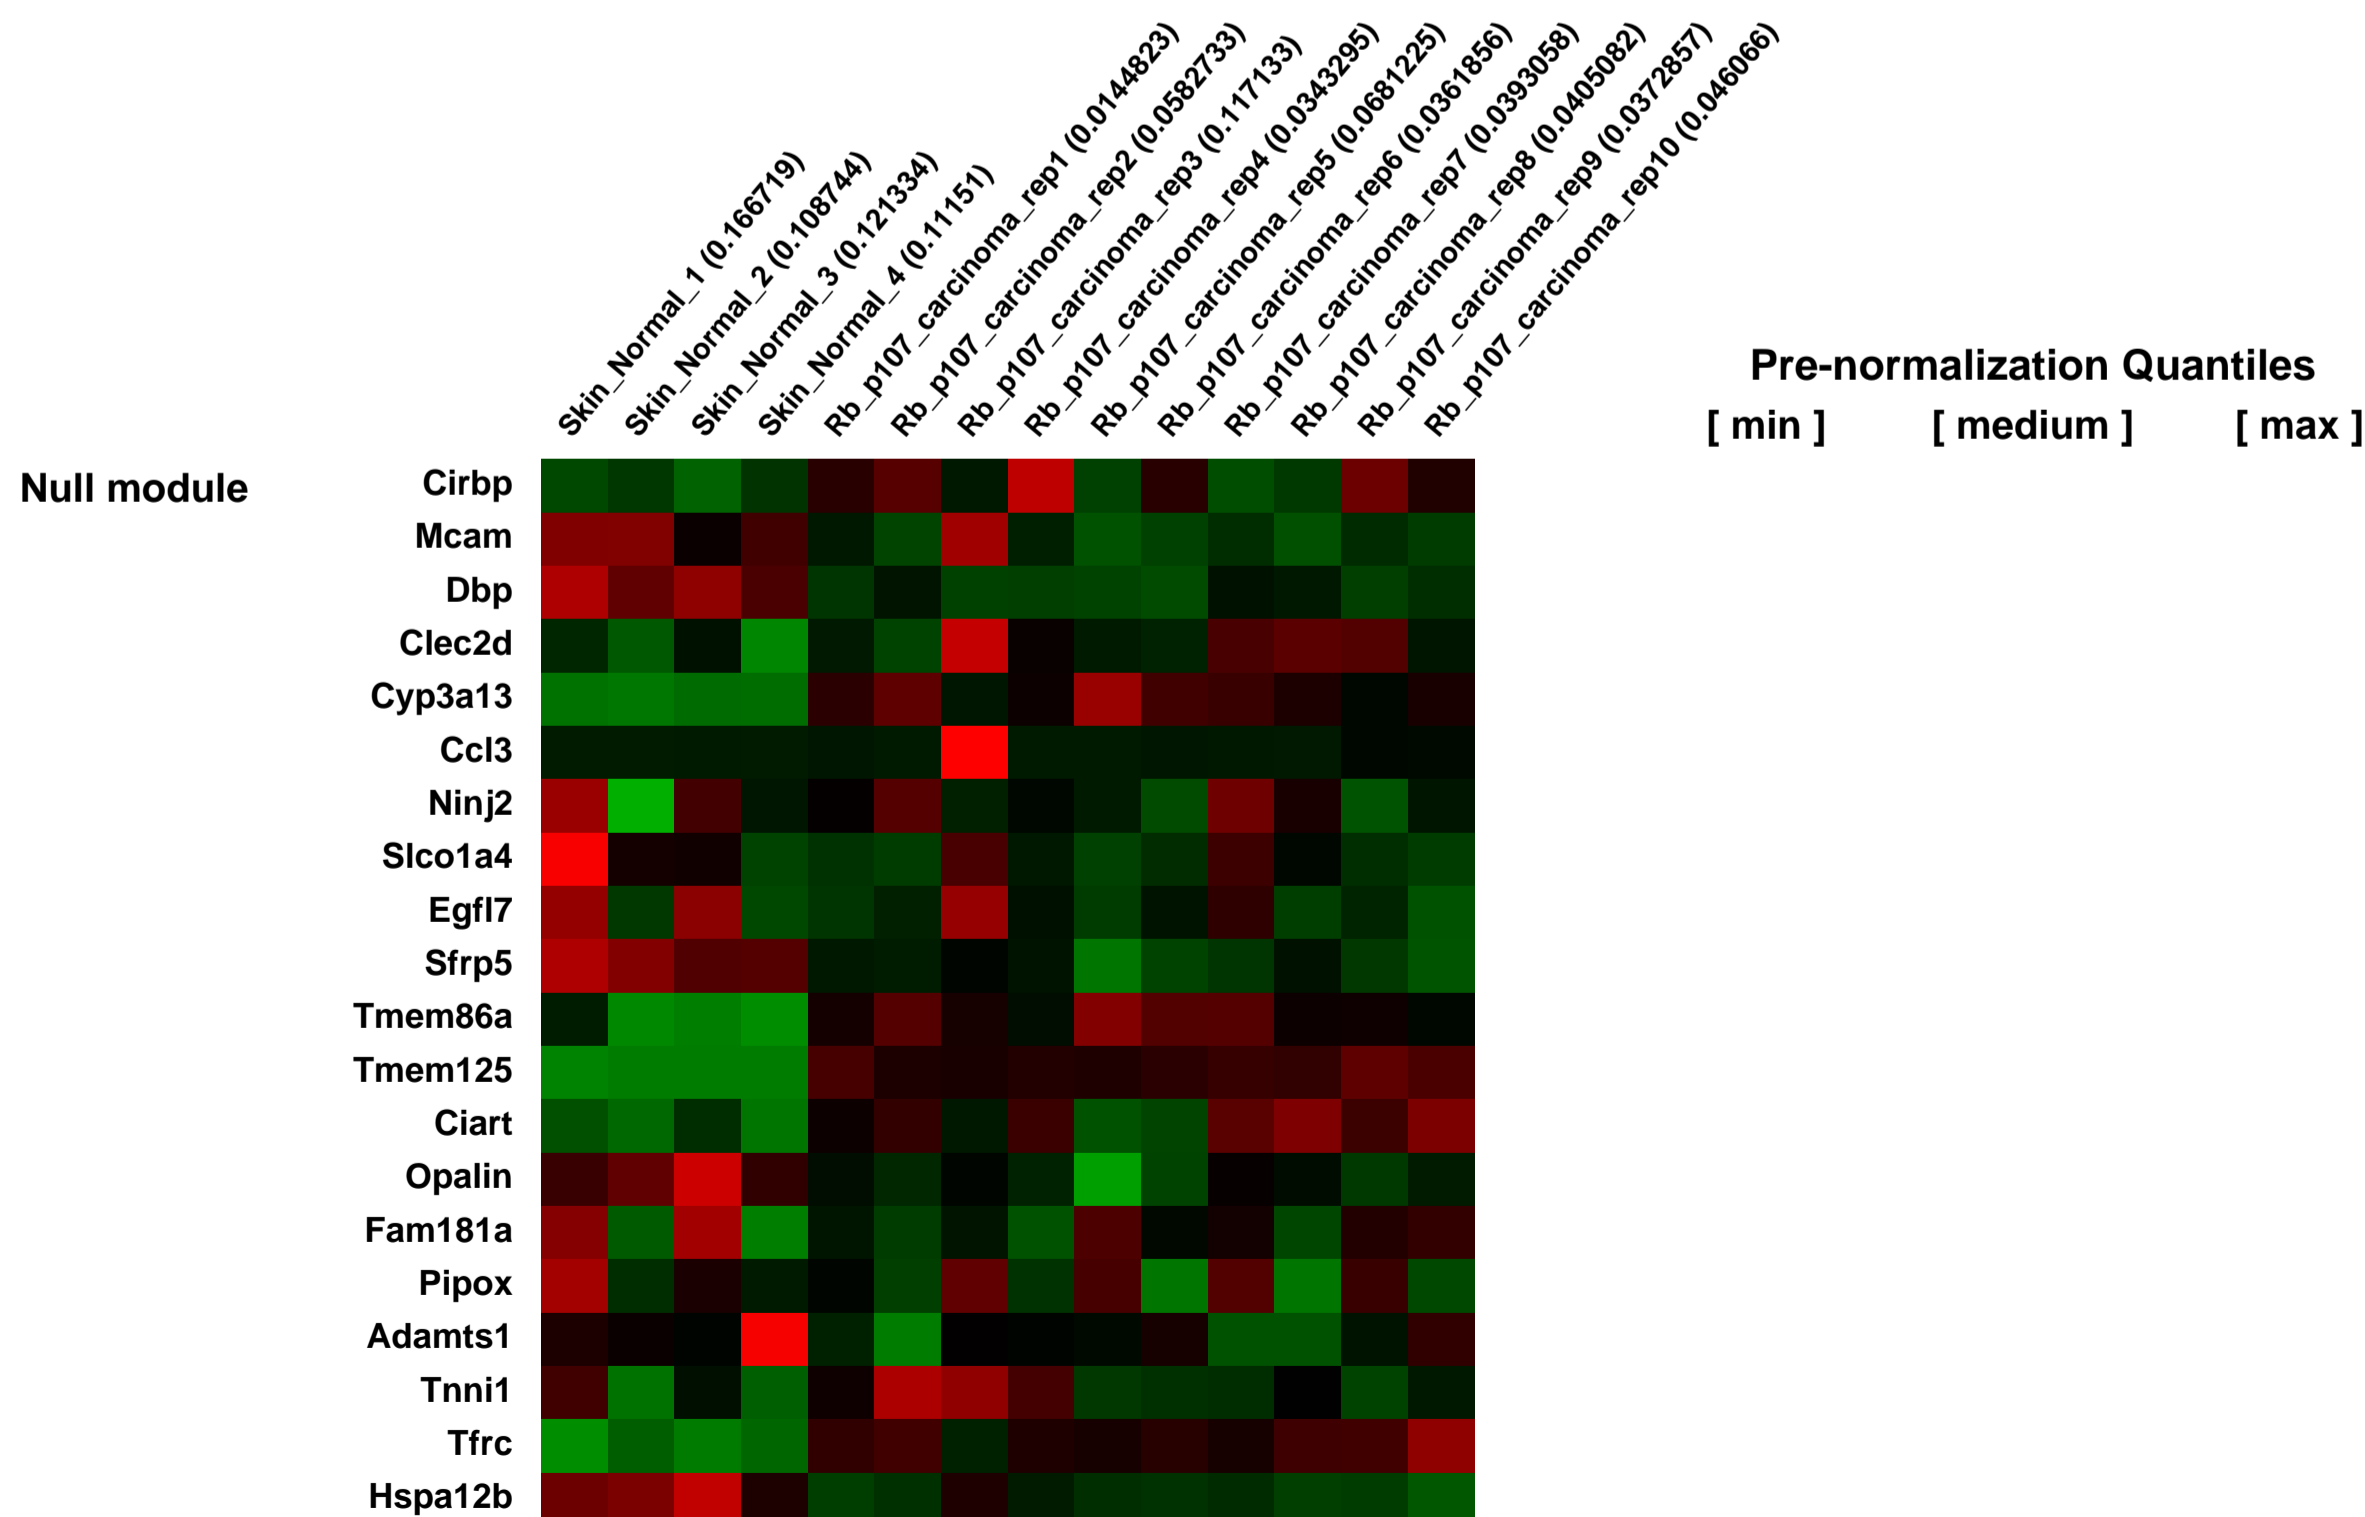 Skin_Normal_1 (0.166719)
Skin_Normal_2 (0.108744)
Skin_Normal_3 (0.121334)
Skin_Normal_4 (0.11151)
Rb_p107_carcinoma_rep1 (0.0144823)
Rb_p107_carcinoma_rep2 (0.0582733)
Rb_p107_carcinoma_rep3 (0.117133)
Rb_p107_carcinoma_rep4 (0.0343295)
Rb_p107_carcinoma_rep5 (0.0681225)
Rb_p107_carcinoma_rep6 (0.0361856)
Rb_p107_carcinoma_rep7 (0.0393058)
Rb_p107_carcinoma_rep8 (0.0405082)
Rb_p107_carcinoma_rep9 (0.0372857)
Rb_p107_carcinoma_rep10 (0.046066)
Pre-normalization Quantiles
[ min ] [ medium ] [ max ]
Null module
Cirbp
Mcam
Dbp
Clec2d
Cyp3a13
Ccl3
Ninj2
Slco1a4
Egfl7
Sfrp5
Tmem86a
Tmem125
Ciart
Opalin
Fam181a
Pipox
Adamts1
Tnni1
Tfrc
Hspa12b